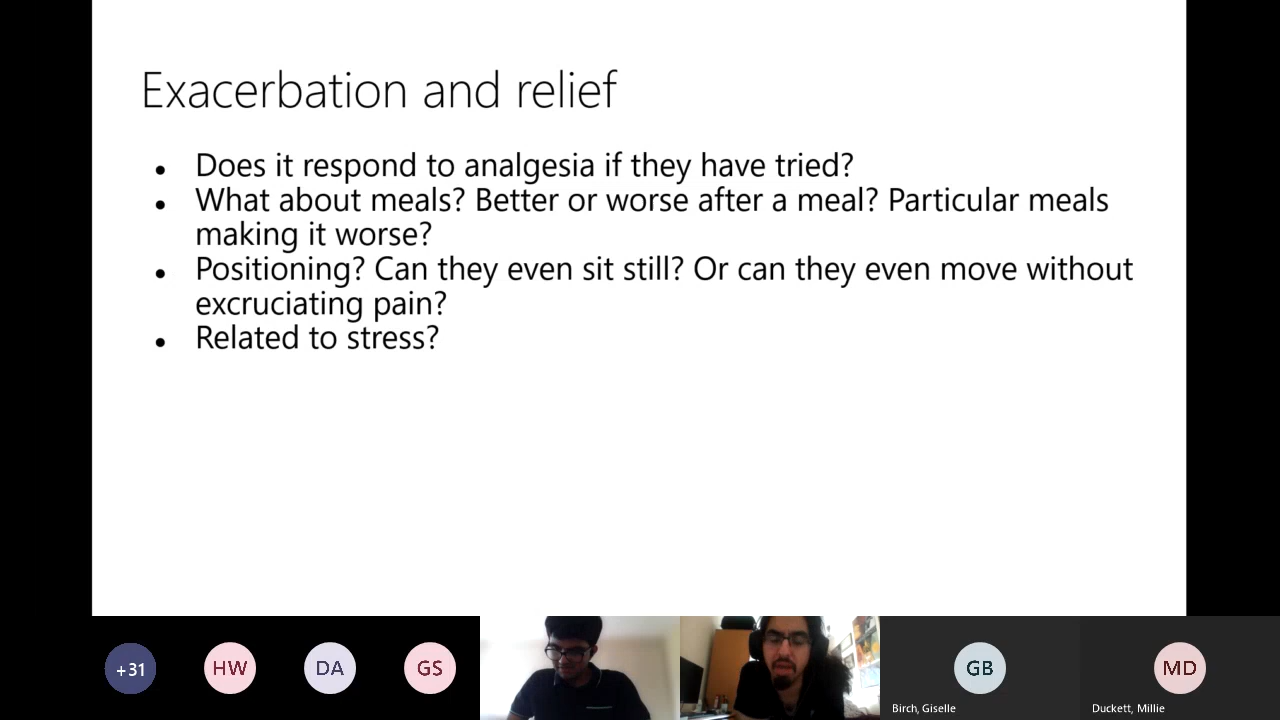 Exacerbation and relief
• Does it respond to analgesia if they have tried?
• What about meals? Better or worse after a meal? Particular meals
making it worse?
• Positioning? Can they even sit still? Or can they even move without
excruciating pain?
• Related to stress?
+31
HW
DA
GS
GB
MD
Birch, Giselle
Duckett, Millie